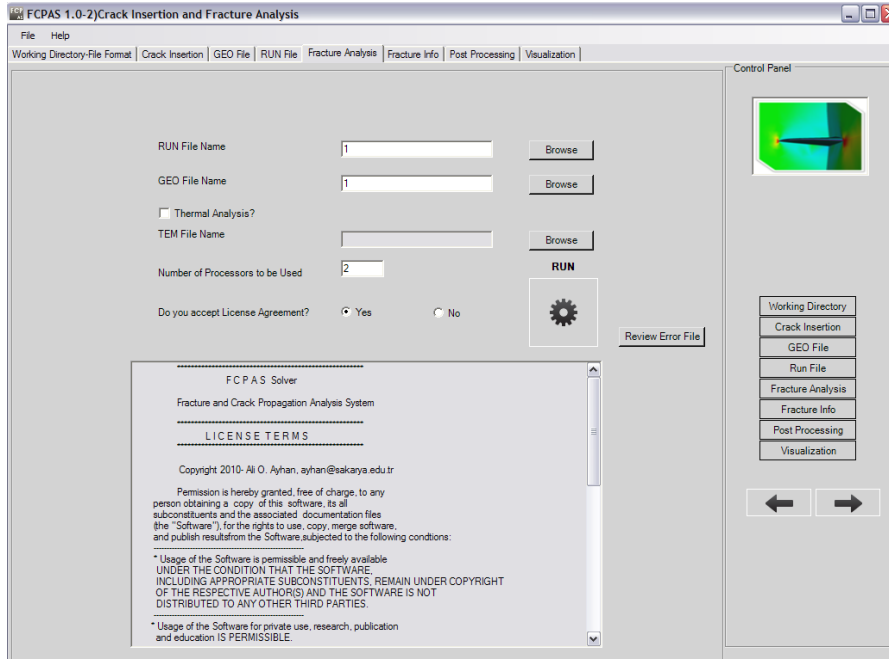 FCPAS 1.0-2)Crack Insertion and Fracture Analysis
File Help
Working Directory-File Format Crack Insertion GEO File RUN File Fracture Analysis Fracture Info Post Processing Visualization
Control Panel
RUN File Name 1 Browse
GEO File Name 1 Browse
Thermal Analysis?
TEM File Name Browse
Number of Processors to be Used 2 RUN
Do you accept License Agreement? Yes No
Review Error File
Working Directory
Crack Insertion
GEO File
Run File
Fracture Analysis
Fracture Info
Post Processing
Visualization
************************************************************
F C P A S Solver
Fracture and Crack Propagation Analysis System
************************************************************
L I C E N S E T E R M S
************************************************************
Copyright 2010- Ali O. Ayhan, ayhan@sakarya.edu.tr
Permission is hereby granted, free of charge, to any
person obtaining a copy of this software, its all
subconstituents and the associated documentation files
(the "Software"), for the rights to use, copy, merge software,
and publish resultsfrom the Software,subjected to the following condtions:
------------------------------------------------------------
* Usage of the Software is permissible and freely available
UNDER THE CONDITION THAT THE SOFTWARE,
INCLUDING APPROPRIATE SUBCONSTITUENTS, REMAIN UNDER COPYRIGHT
OF THE RESPECTIVE AUTHOR(S) AND THE SOFTWARE IS NOT
DISTRIBUTED TO ANY OTHER THIRD PARTIES.
------------------------------------------------------------
* Usage of the Software for private use, research, publication
and education IS PERMISSIBLE.